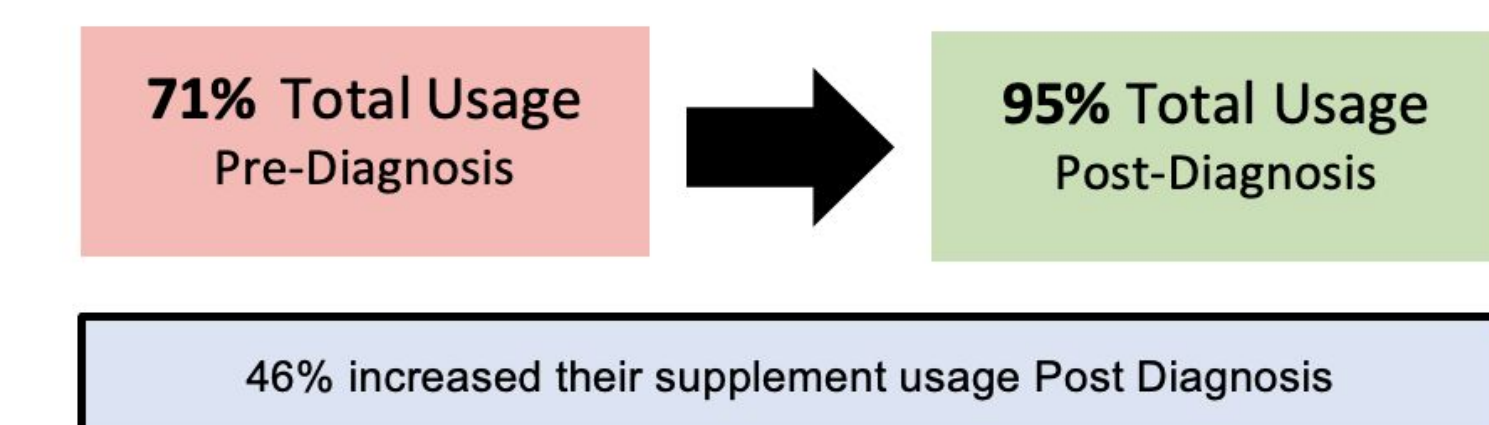 71% Total Usage
Pre-Diagnosis
95% Total Usage
Post-Diagnosis
46% increased their supplement usage Post Diagnosis